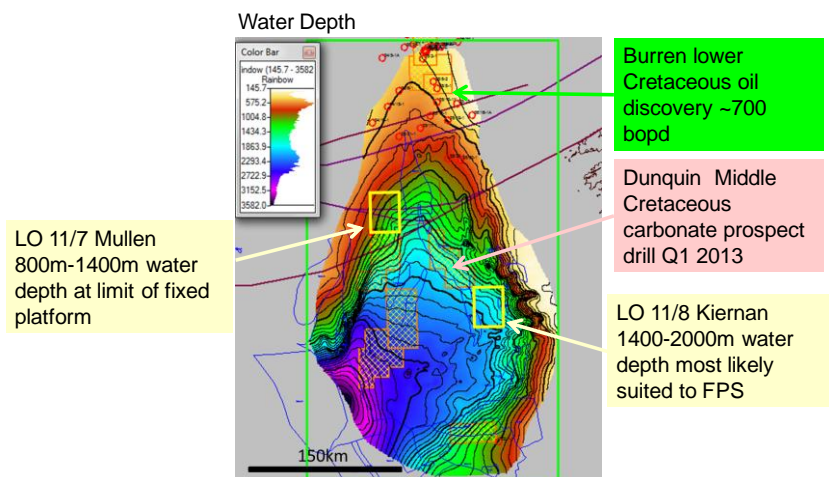 Water Depth
Color Bar
indow (145.7 - 3582
Rainbow
145.7
575.2
1004.8
1434.3
1863.9
2293.4
2722.9
3152.5
3582.0
Burren lower
Cretaceous oil
discovery ~700
bopd
Dunquin Middle
Cretaceous
carbonate prospect
drill Q1 2013
LO 11/7 Mullen
800m-1400m water
depth at limit of fixed
platform
LO 11/8 Kiernan
1400-2000m water
depth most likely
suited to FPS
150km